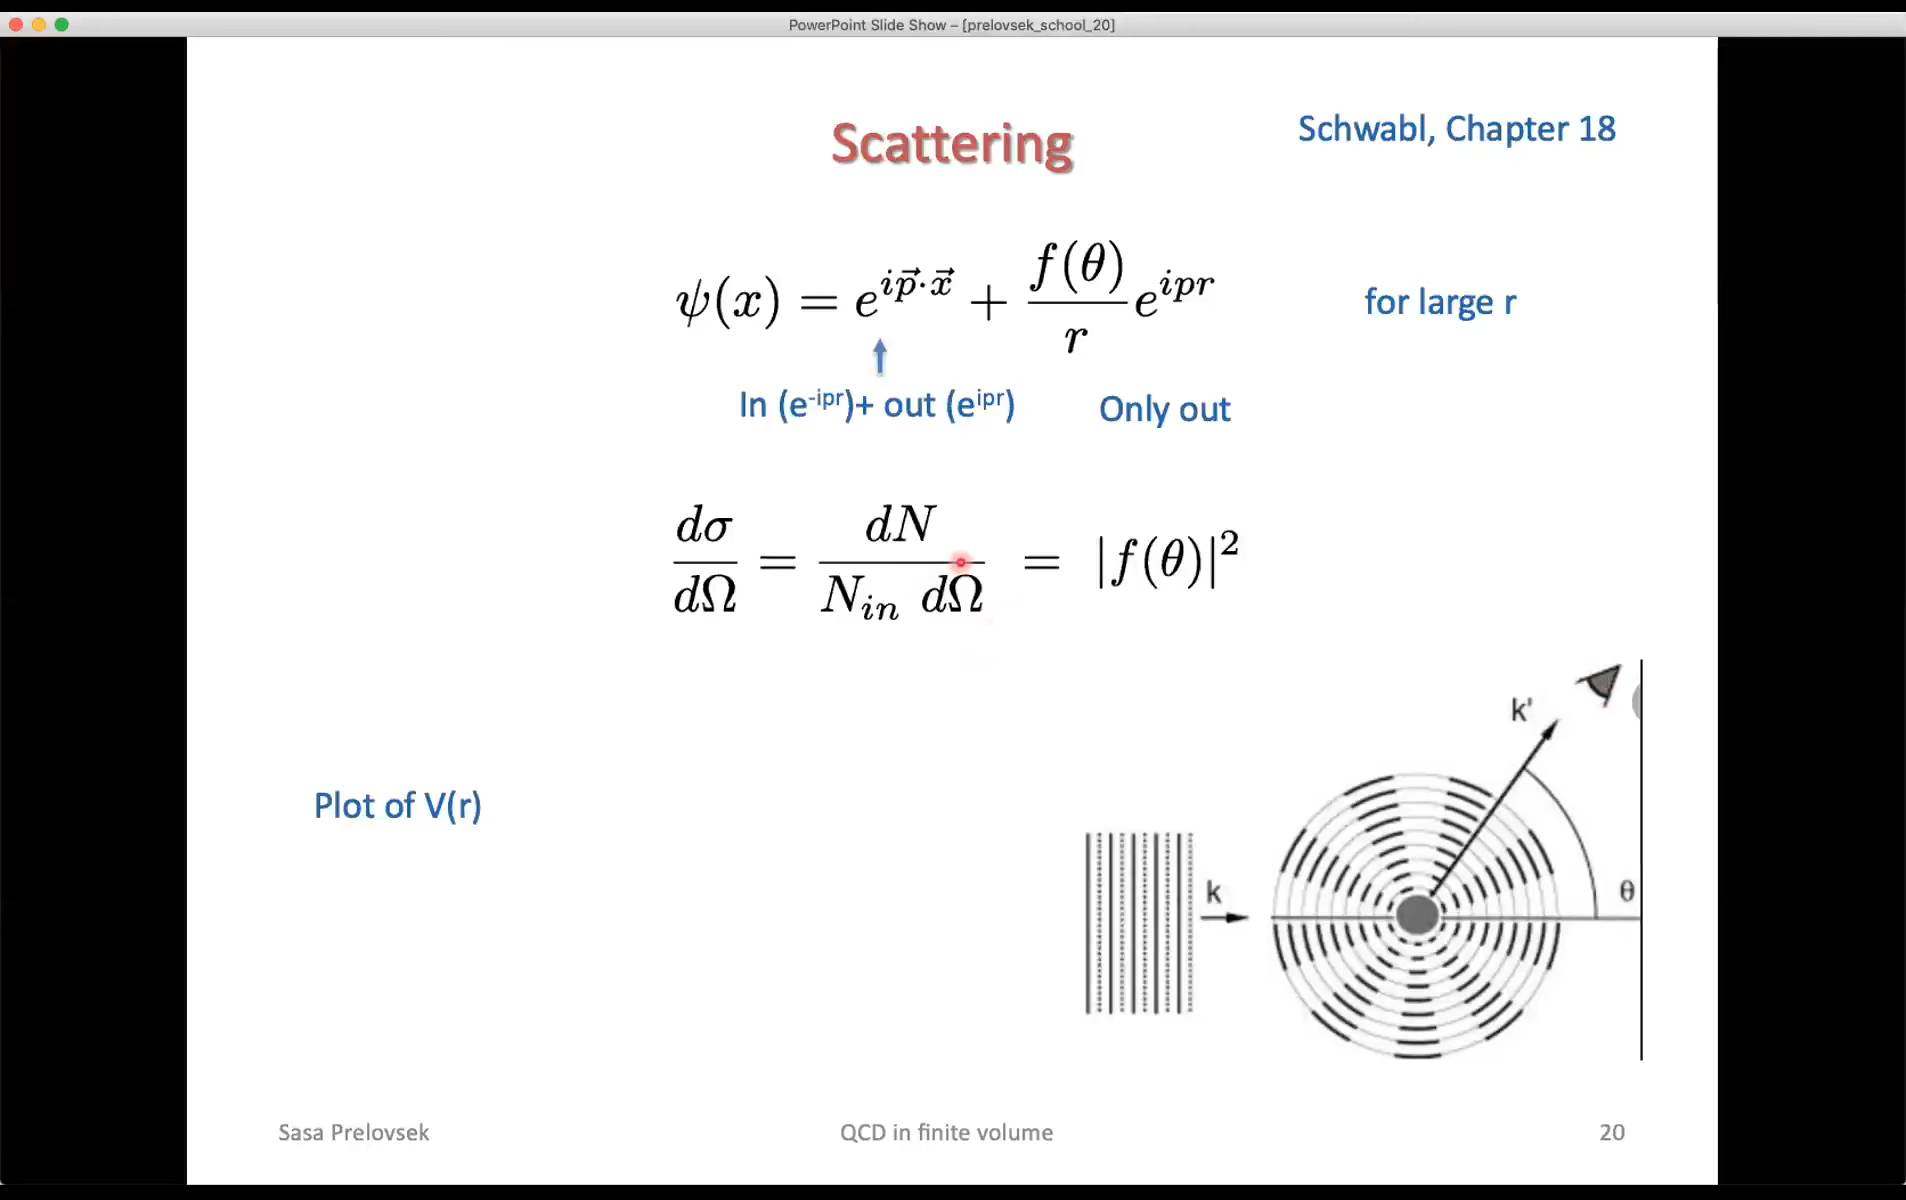 PowerPoint Slide Show – [prelovsek_school_20]
Scattering
Schwabl, Chapter 18
ψ(x) = e^{i\vec{p}·\vec{x}} + \frac{f(θ)}{r} e^{ipr}
for large r
In (e^{-ipr})+ out (e^{ipr})
Only out
\frac{dσ}{dΩ} = \frac{dN}{N_{in} dΩ} = |f(θ)|^2
k'
Plot of V(r)
k
θ
Sasa Prelovsek
QCD in finite volume
20